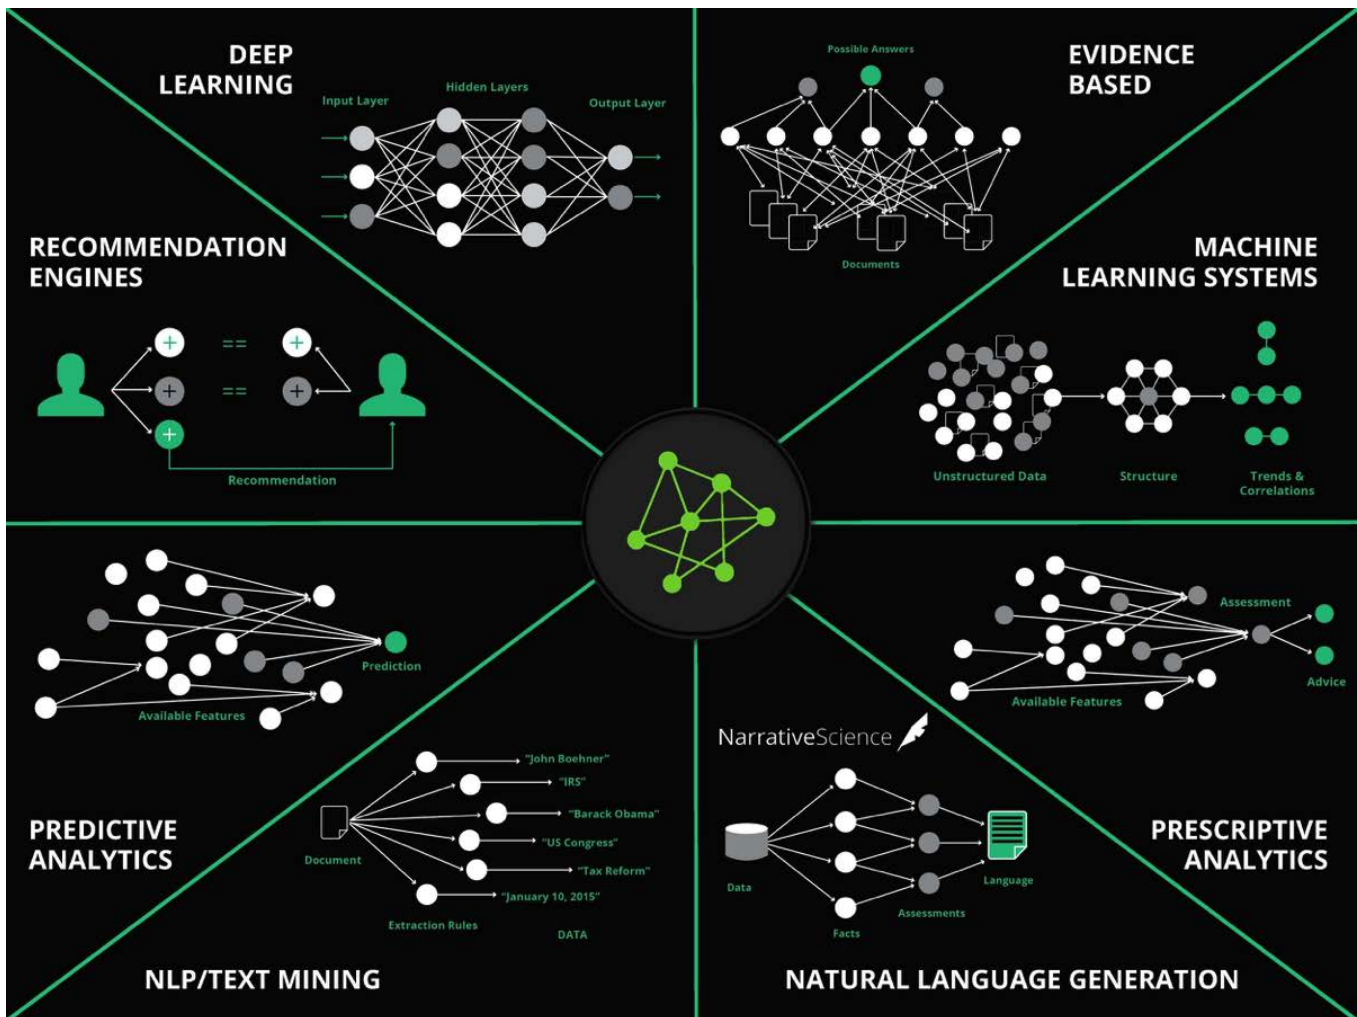 DEEP
LEARNING
Input Layer
Hidden Layers
Output Layer
EVIDENCE
BASED
Possible Answers
Documents
RECOMMENDATION
ENGINES
+
==
+
+
==
+
+
Recommendation
MACHINE
LEARNING SYSTEMS
Unstructured Data
Structure
Trends &
Correlations
Prediction
Available Features
PREDICTIVE
ANALYTICS
Assessment
Advice
Available Features
PRESCRIPTIVE
ANALYTICS
Document
"John Boehner"
"IRS"
"Barack Obama"
"US Congress"
"Tax Reform"
"January 10, 2015"
Extraction Rules
DATA
NLP/TEXT MINING
NarrativeScience
Data
Facts
Assessments
Language
NATURAL LANGUAGE GENERATION